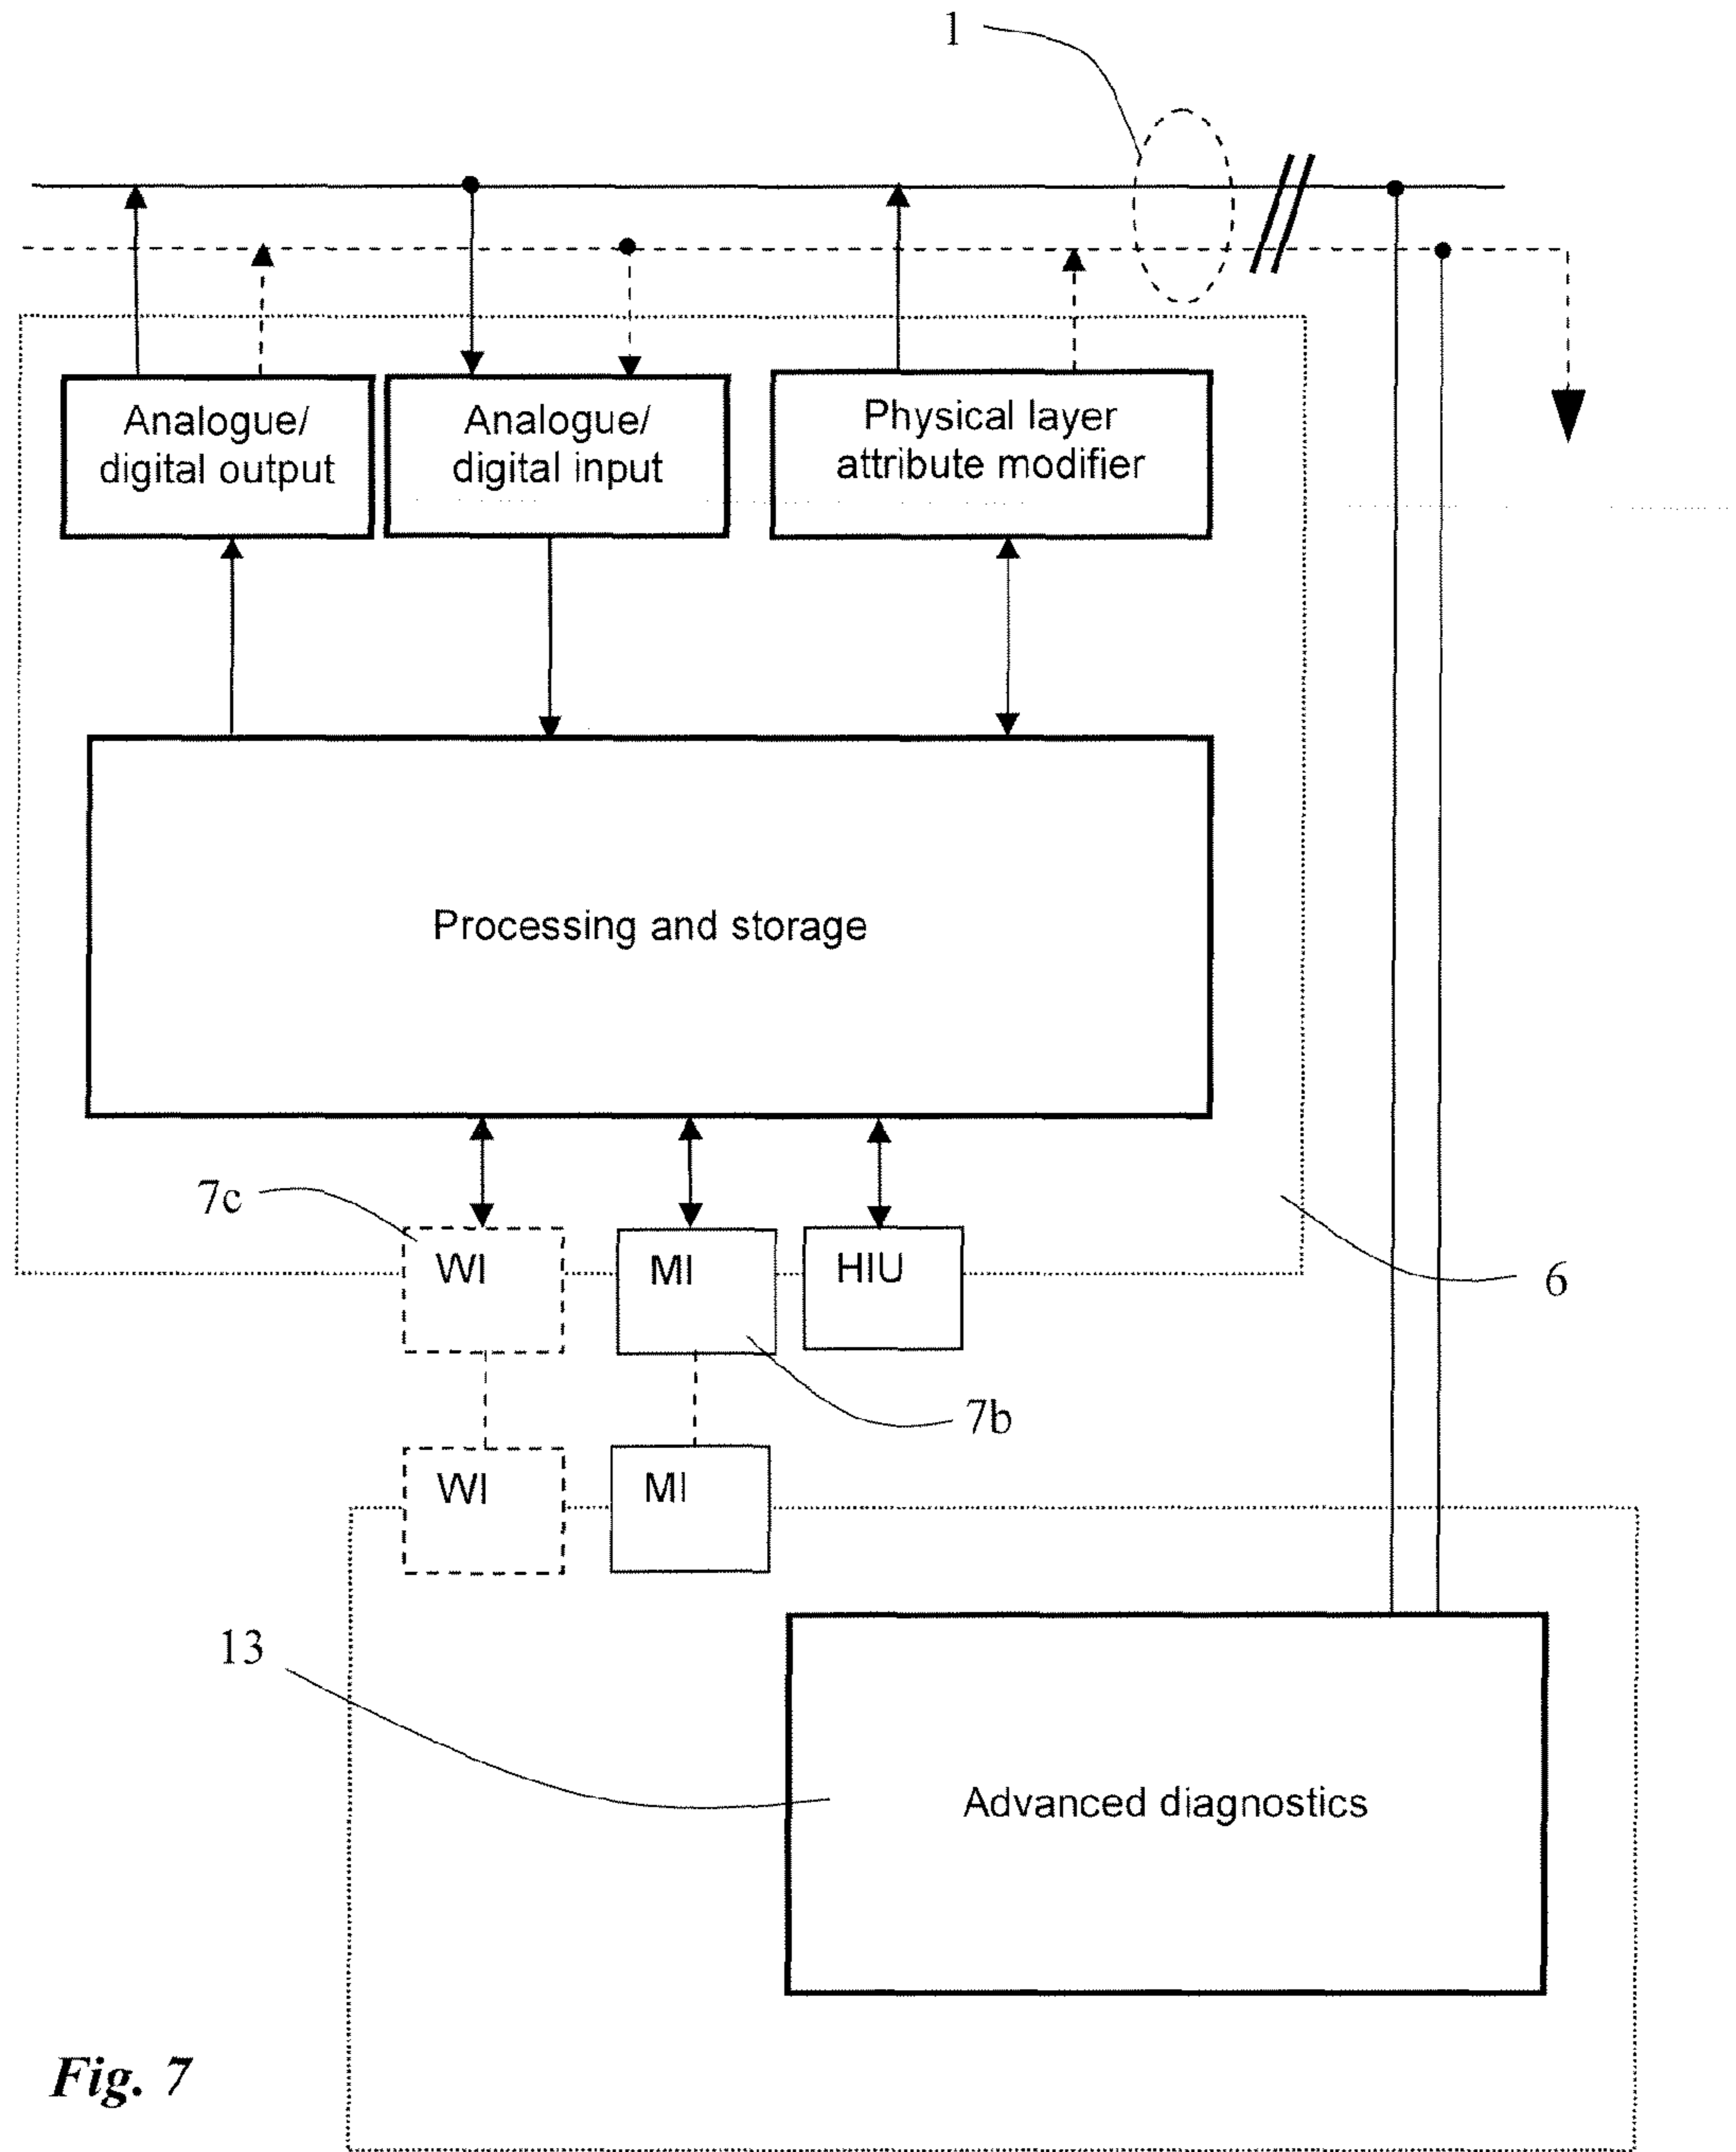 1
Analogue/
digital output
Analogue/
digital input
Physical layer
attribute modifier
Processing and storage
7c
WI
MI
HIU
6
7b
WI
MI
13
Advanced diagnostics
Fig. 7